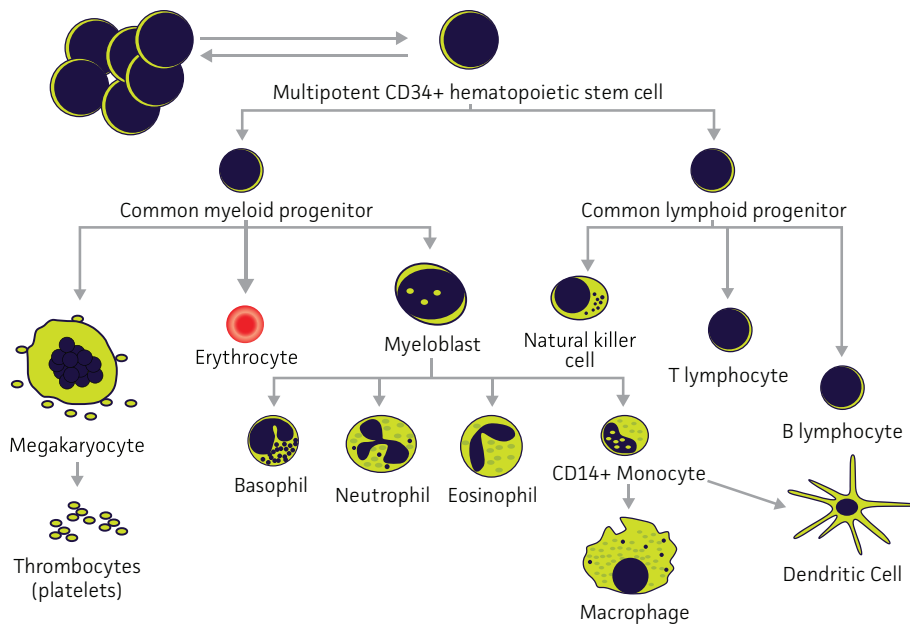 Multipotent CD34+ hematopoietic stem cell
Common myeloid progenitor
Common lymphoid progenitor
Megakaryocyte
Erythrocyte
Myeloblast
Natural killer
cell
T lymphocyte
B lymphocyte
Basophil
Neutrophil
Eosinophil
CD14+ Monocyte
Thrombocytes
(platelets)
Macrophage
Dendritic Cell